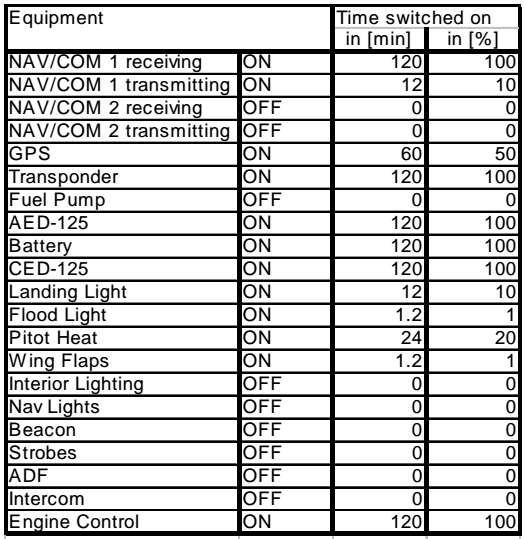 Equipment Time switched on
in [min] in [%]
NAV/COM 1 receiving ON 120 100
NAV/COM 1 transmitting ON 12 10
NAV/COM 2 receiving OFF 0 0
NAV/COM 2 transmitting OFF 0 0
GPS ON 60 50
Transponder ON 120 100
Fuel Pump OFF 0 0
AED-125 ON 120 100
Battery ON 120 100
CED-125 ON 120 100
Landing Light ON 12 10
Flood Light ON 1.2 1
Pitot Heat ON 24 20
Wing Flaps ON 1.2 1
Interior Lighting OFF 0 0
Nav Lights OFF 0 0
Beacon OFF 0 0
Strobes OFF 0 0
ADF OFF 0 0
Intercom OFF 0 0
Engine Control ON 120 100